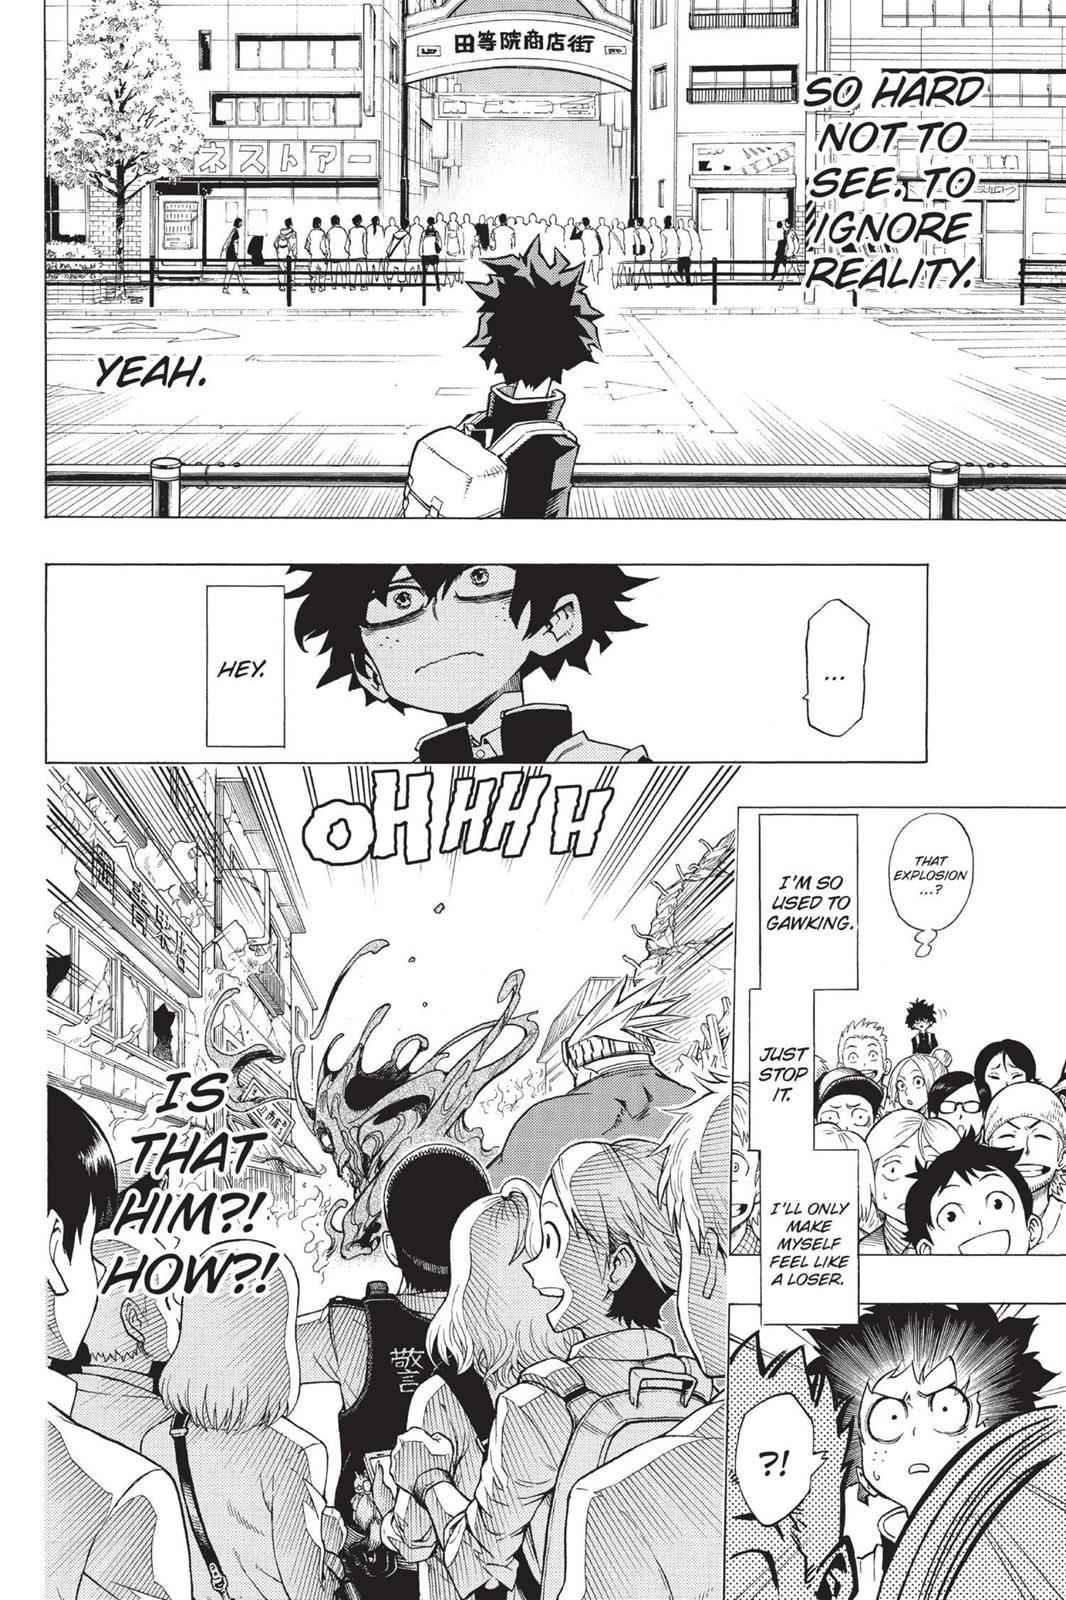 田等院商店街
ネストアー
SO HARD
NOT TO
SEE. TO
IGNORE
REALITY.
YEAH.
...
HEY.
THAT
EXPLOSION
...?
I'M SO
USED TO
GAWKING.
JUST
STOP
IT.
I'LL ONLY
MAKE
MYSELF
FEEL LIKE
A LOSER.
OHHHH
IS
THAT
HIM?!
HOW?!
警
?!